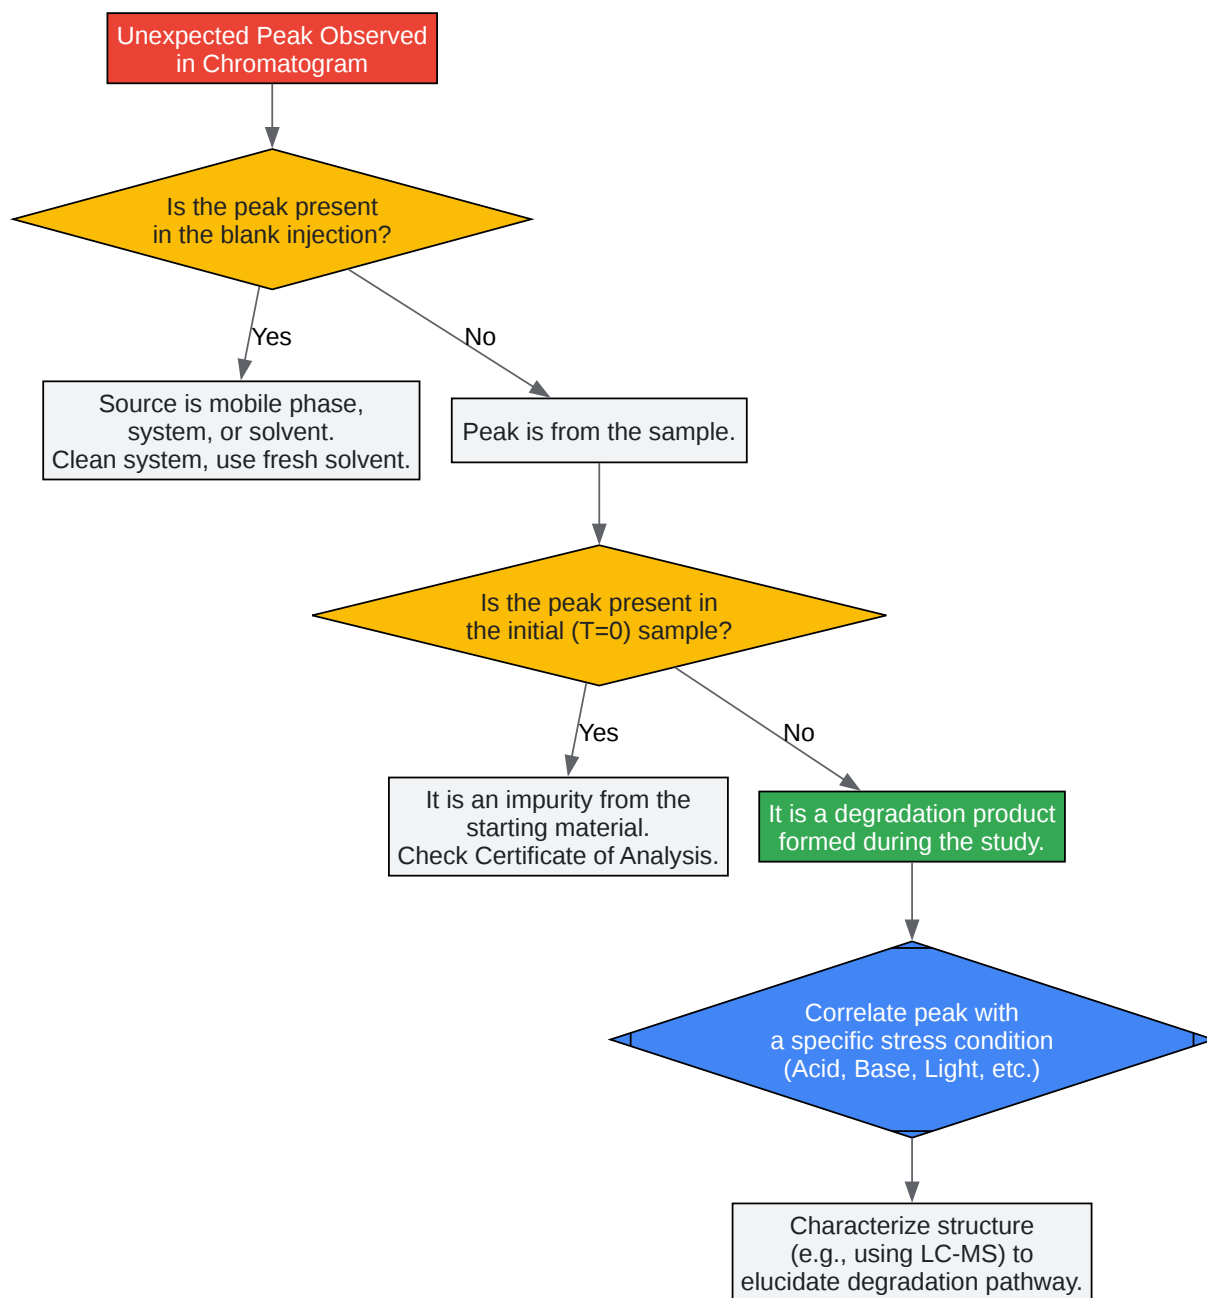 Unexpected Peak Observed
in Chromatogram
Is the peak present
in the blank injection?
Yes
No
Source is mobile phase,
system, or solvent.
Clean system, use fresh solvent.
Peak is from the sample.
Is the peak present in
the initial (T=0) sample?
Yes
No
It is an impurity from the
starting material.
Check Certificate of Analysis.
It is a degradation product
formed during the study.
Correlate peak with
a specific stress condition
(Acid, Base, Light, etc.)
Characterize structure
(e.g., using LC-MS) to
elucidate degradation pathway.